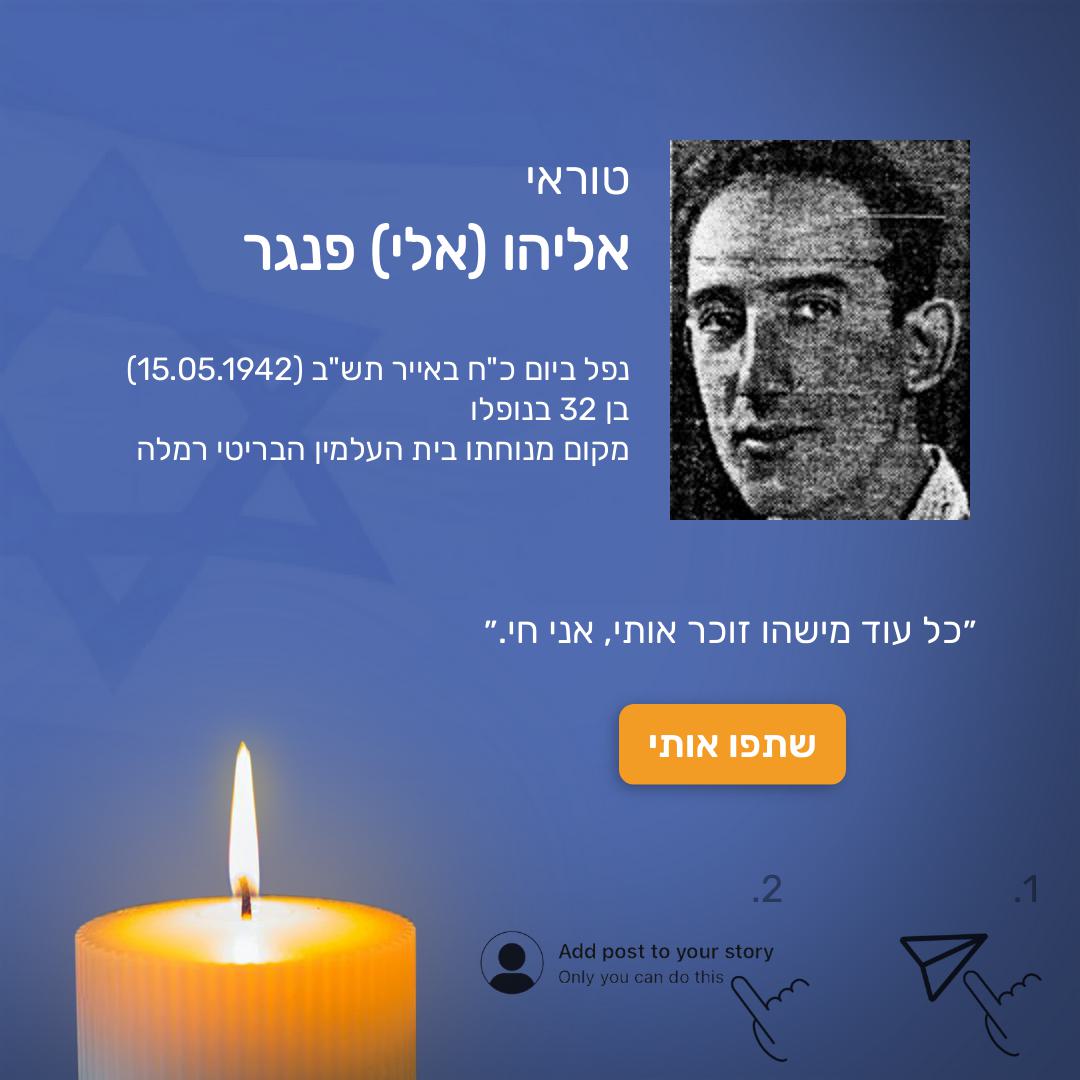 טוראי
אליהו (אלי) פנגר
נפל ביום כ"ח באייר תש"ב (15.05.1942)
בן 32 בנופלו
מקום מנוחתו בית העלמין הבריטי רמלה
״כל עוד מישהו זוכר אותי, אני חי.״
שתפו אותי
.1
.2
Add post to your story
Only you can do this